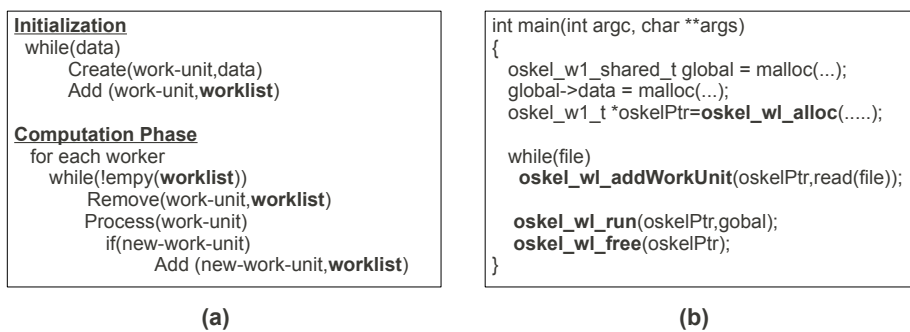 Initialization
while(data)
Create(work-unit,data)
Add (work-unit,worklist)
Computation Phase
for each worker
while(!empy(worklist))
Remove(work-unit,worklist)
Process(work-unit)
if(new-work-unit)
Add (new-work-unit,worklist)
(a)
int main(int argc, char **args)
{
oskel_w1_shared_t global = malloc(...);
global->data = malloc(...);
oskel_w1_t *oskelPtr=oskel_wl_alloc(.....);
while(file)
oskel_wl_addWorkUnit(oskelPtr,read(file));
oskel_wl_run(oskelPtr,gobal);
oskel_wl_free(oskelPtr);
}
(b)